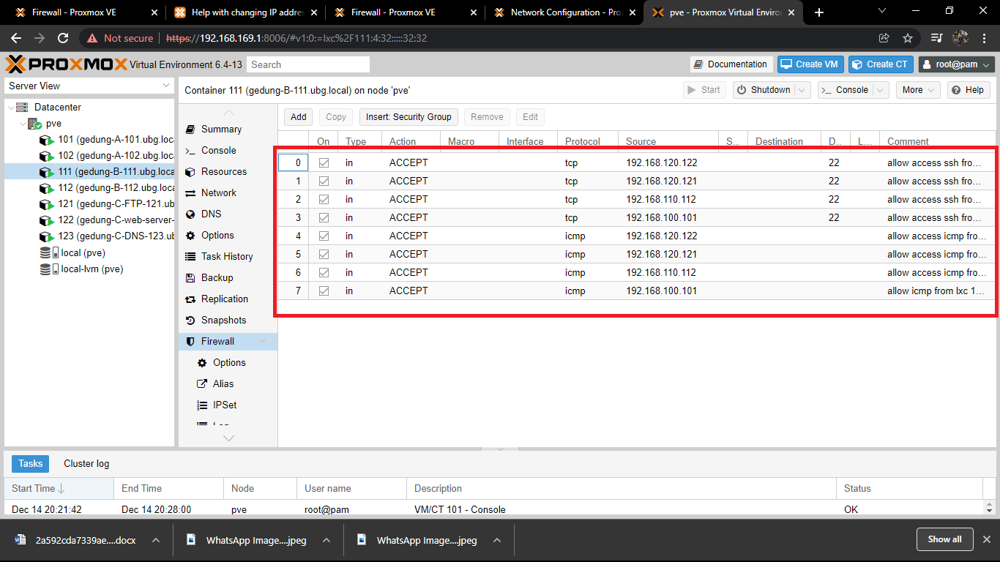 Firewall - Proxmox VE
Help with changing IP addre
Firewall - Proxmox VE
Network Configuration - Pro
pve - Proxmox Virtual Enviro
Not secure https://192.168.169.1:8006/#v1:0:=lxc%2F111:4:32:::::32:32
PROXMOX Virtual Environment 6.4-13 Search Documentation Create VM Create CT root@pam
Server View
Container 111 (gedung-B-111.ubg.local) on node 'pve' Start Shutdown Console More Help
Datacenter
pve
101 (gedung-A-101.ubg.loca
102 (gedung-A-102.ubg.loca
111 (gedung-B-111.ubg.loca
112 (gedung-B-112.ubg.loca
121 (gedung-C-FTP-121.ub
122 (gedung-C-web-server-
123 (gedung-C-DNS-123.ub
local (pve)
local-lvm (pve)
Summary
Console
Resources
Network
DNS
Options
Task History
Backup
Replication
Snapshots
Firewall
Options
Alias
IPSet
Log
Add Copy Insert: Security Group Remove Edit
On Type Action Macro Interface Protocol Source S... Destination D... L... Comment
0 in ACCEPT tcp 192.168.120.122 22 allow access ssh fro...
1 in ACCEPT tcp 192.168.120.121 22 allow access ssh fro...
2 in ACCEPT tcp 192.168.110.112 22 allow access ssh fro...
3 in ACCEPT tcp 192.168.100.101 22 allow access ssh fro...
4 in ACCEPT icmp 192.168.120.122 allow access icmp fro...
5 in ACCEPT icmp 192.168.120.121 allow access icmp fro...
6 in ACCEPT icmp 192.168.110.112 allow access icmp fro...
7 in ACCEPT icmp 192.168.100.101 allow icmp from lxc 1...
Tasks Cluster log
Start Time End Time Node User name Description Status
Dec 14 20:21:42 Dec 14 20:28:00 pve root@pam VM/CT 101 - Console OK
2a592cda7339ae....docx WhatsApp Image....jpeg WhatsApp Image....jpeg Show all